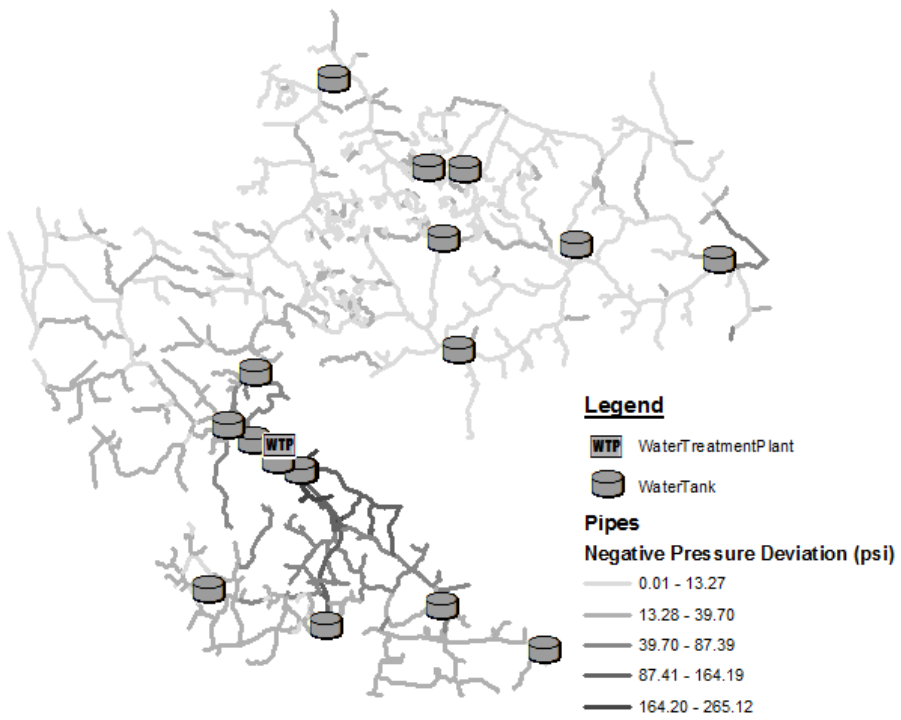 WTP
Legend
WTP WaterTreatmentPlant
WaterTank
Pipes
Negative Pressure Deviation (psi)
0.01 - 13.27
13.28 - 39.70
39.70 - 87.39
87.41 - 164.19
164.20 - 265.12